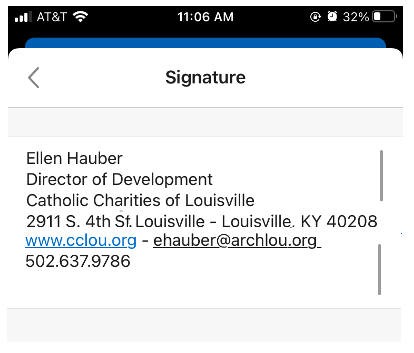 AT&T 11:06 AM 32%
Signature
Ellen Hauber
Director of Development
Catholic Charities of Louisville
2911 S. 4th St. Louisville - Louisville, KY 40208
www.cclou.org - ehauber@archlou.org
502.637.9786